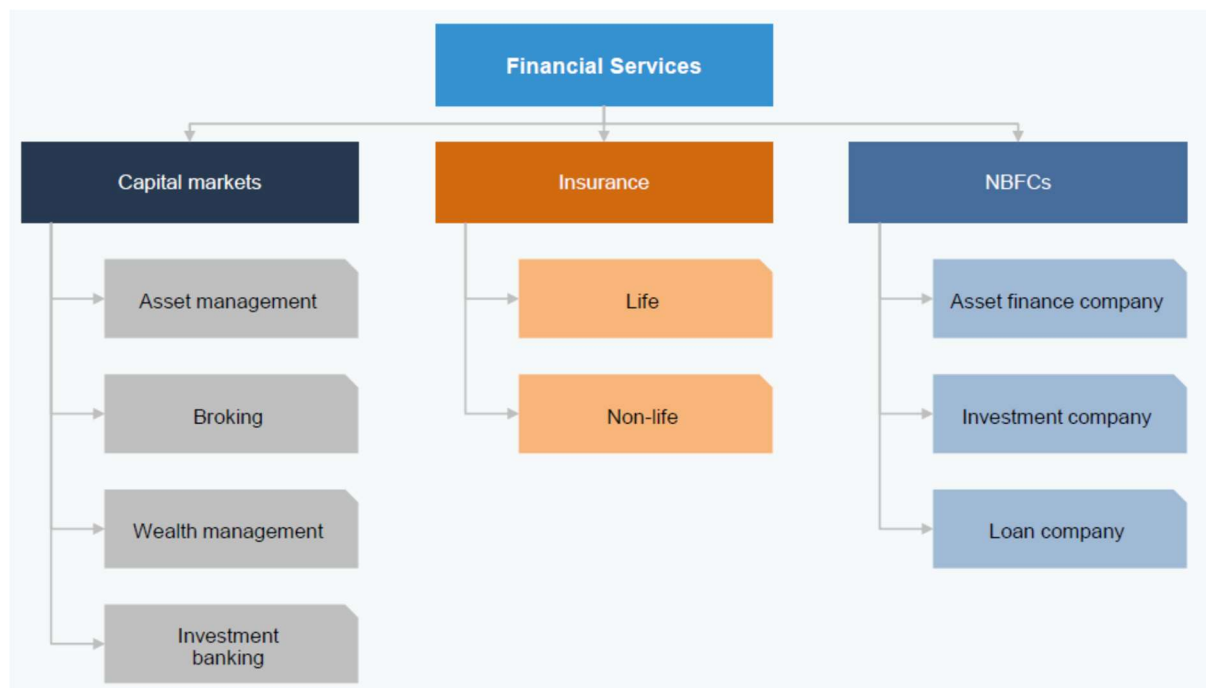 Financial Services
Capital markets
Insurance
NBFCs
Asset management
Life
Asset finance company
Broking
Non-life
Investment company
Wealth management
Loan company
Investment
banking